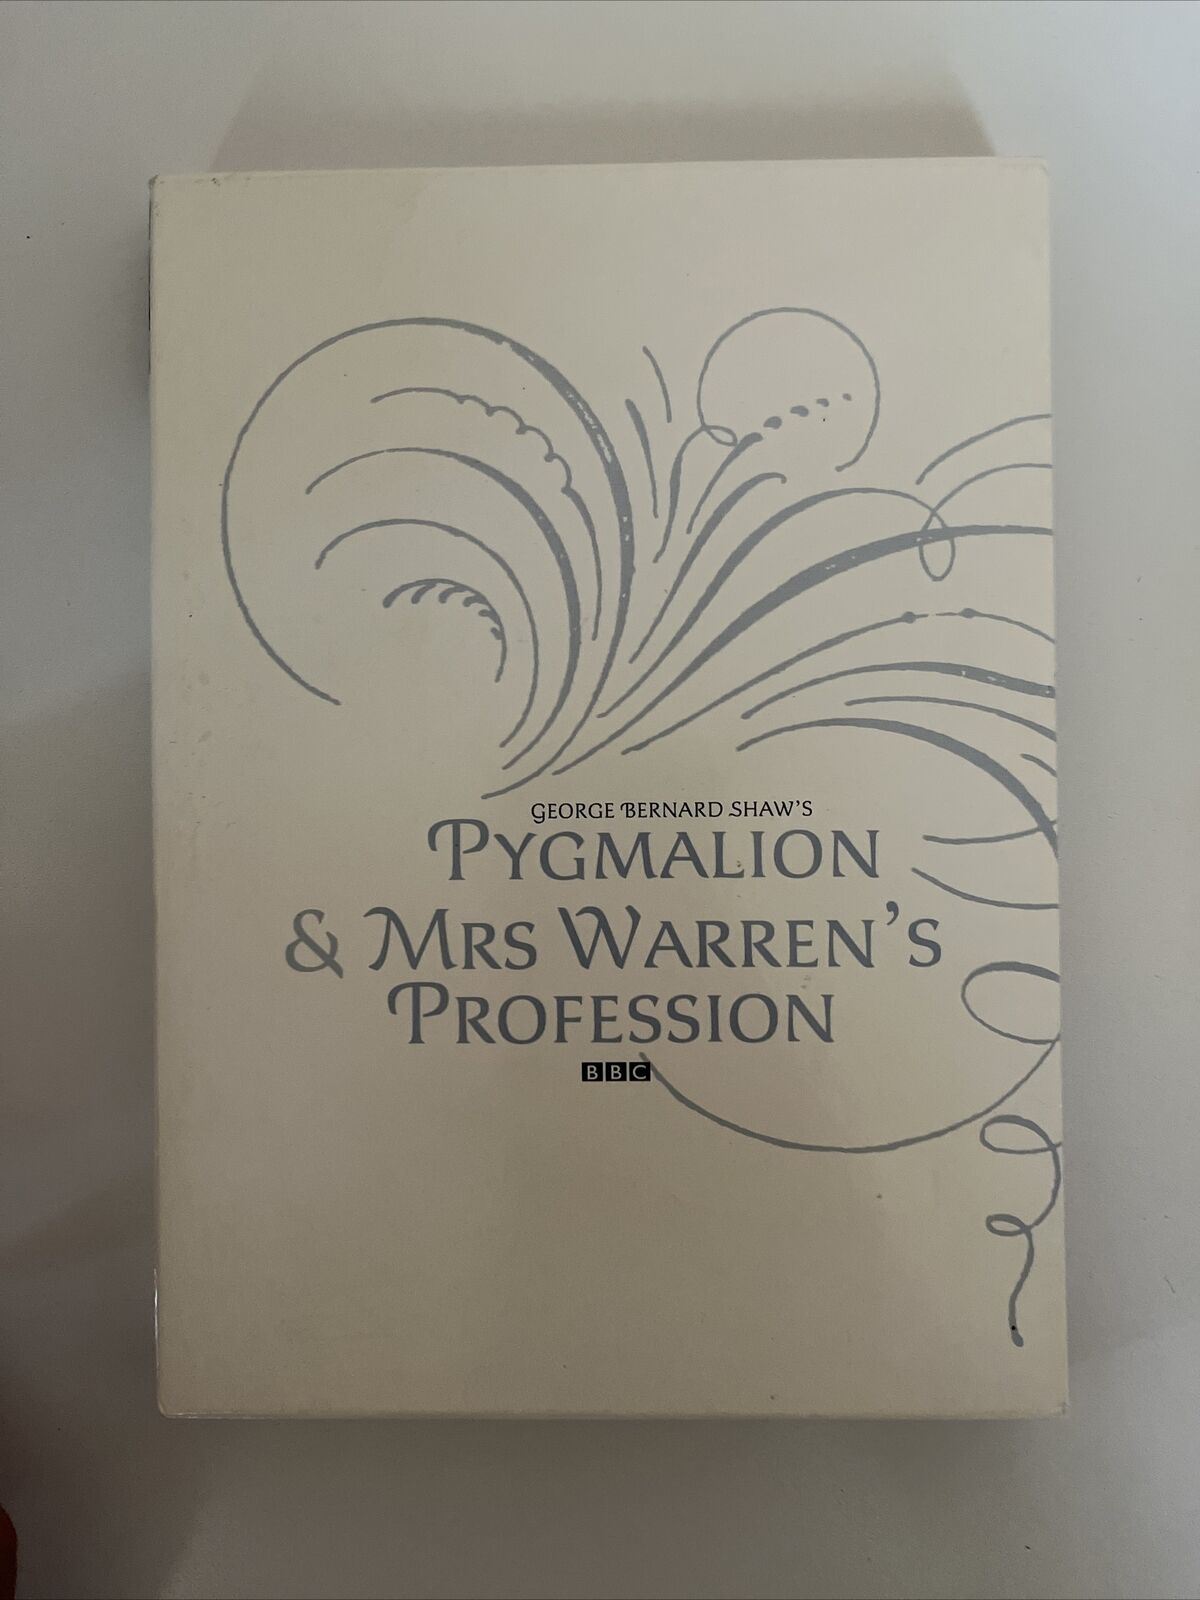 GEORGE BERNARD SHAW'S
PYGMALION
& MRS WARREN'S
PROFESSION
BBC